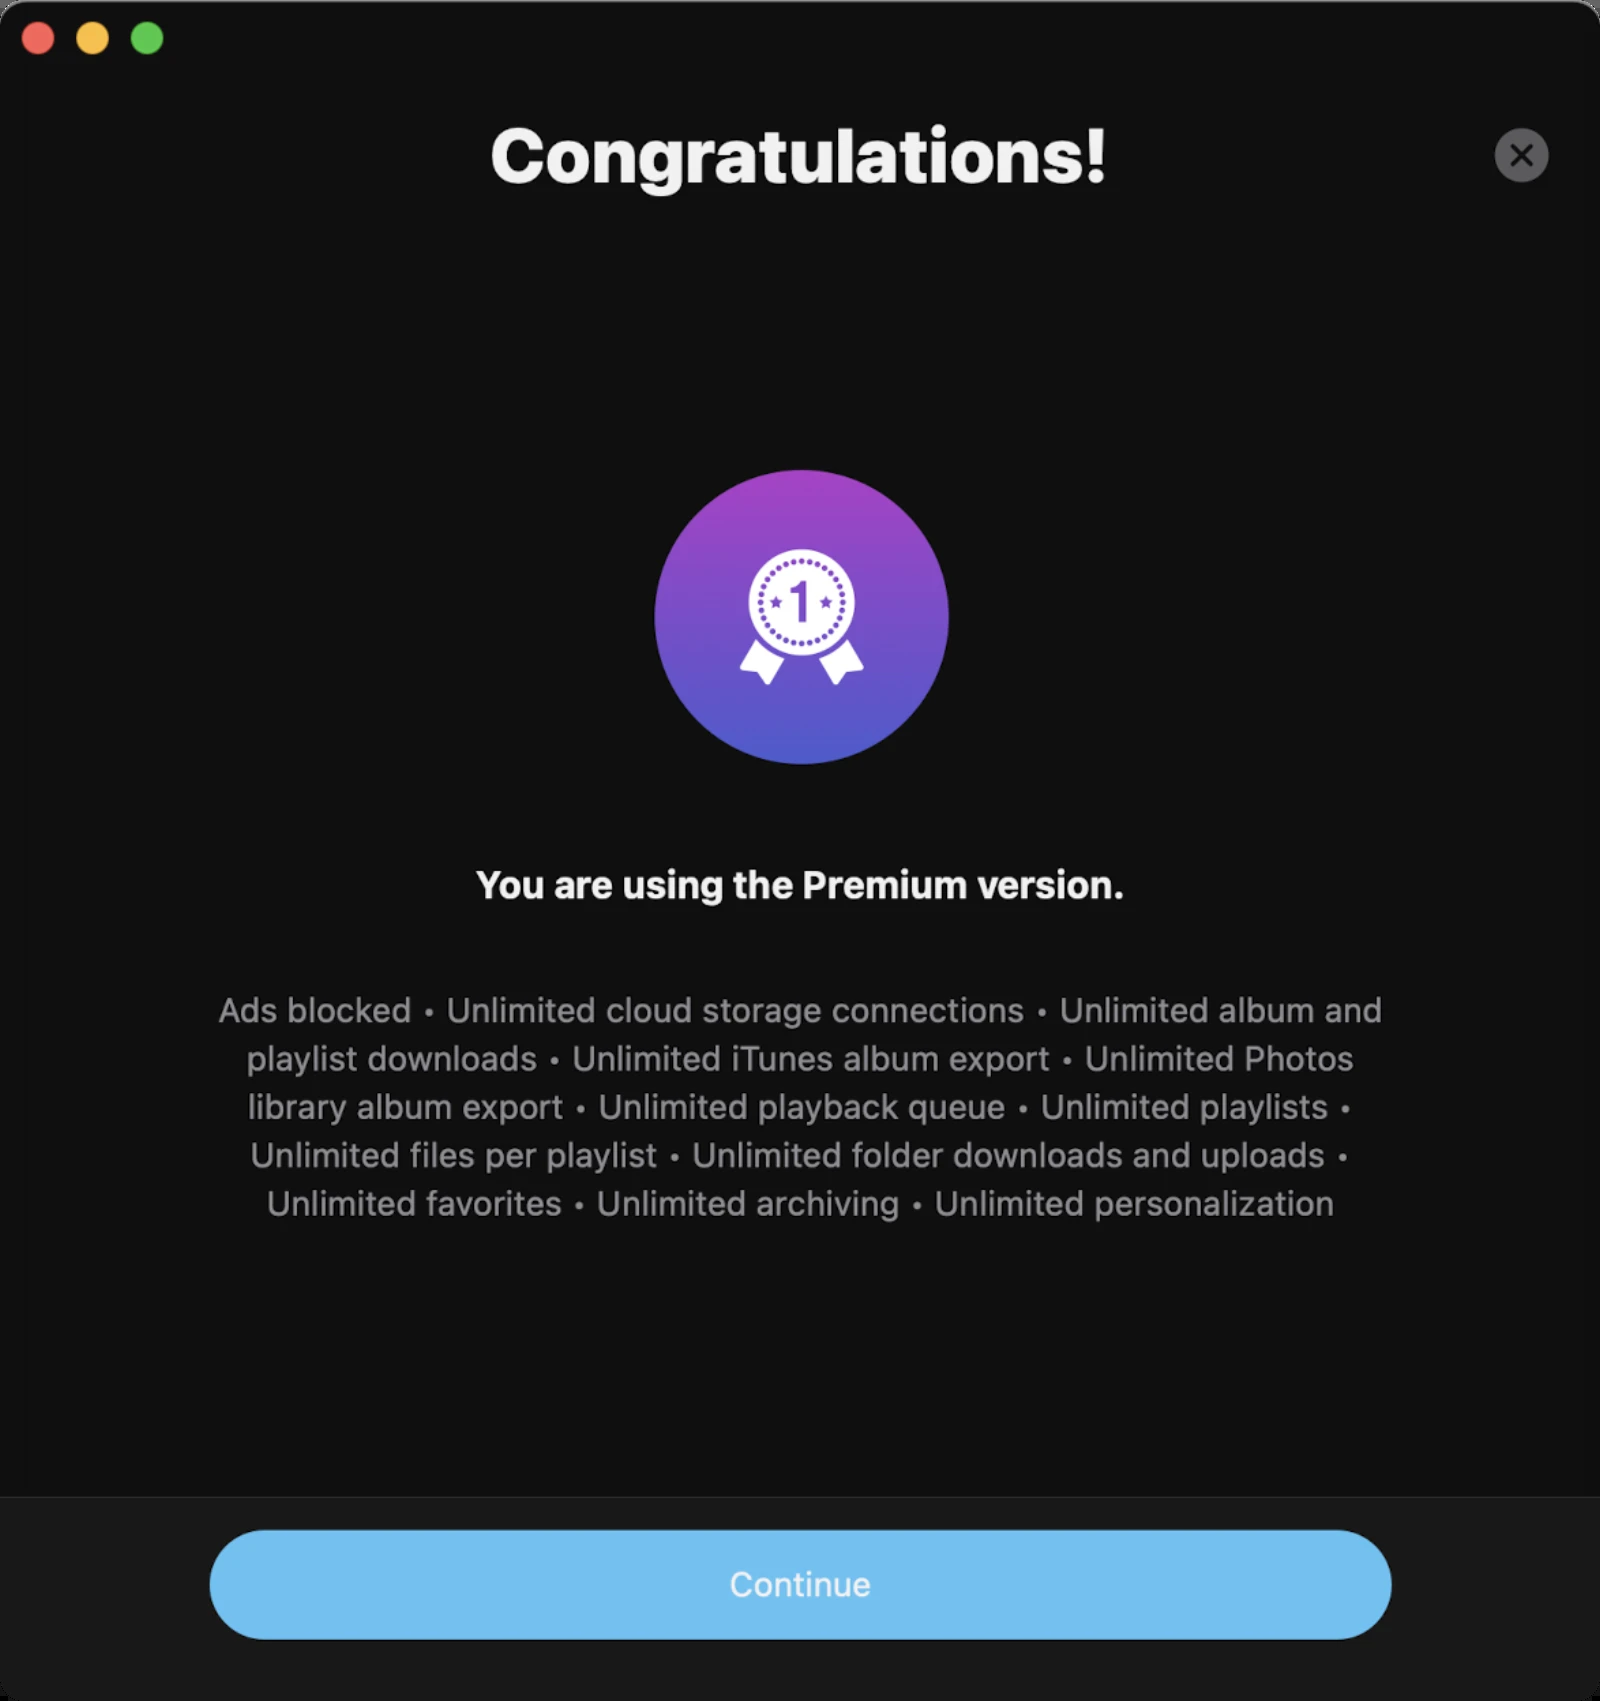 Congratulations!
1
You are using the Premium version.
Ads blocked • Unlimited cloud storage connections • Unlimited album and
playlist downloads • Unlimited iTunes album export • Unlimited Photos
library album export • Unlimited playback queue • Unlimited playlists •
Unlimited files per playlist • Unlimited folder downloads and uploads •
Unlimited favorites • Unlimited archiving • Unlimited personalization
Continue